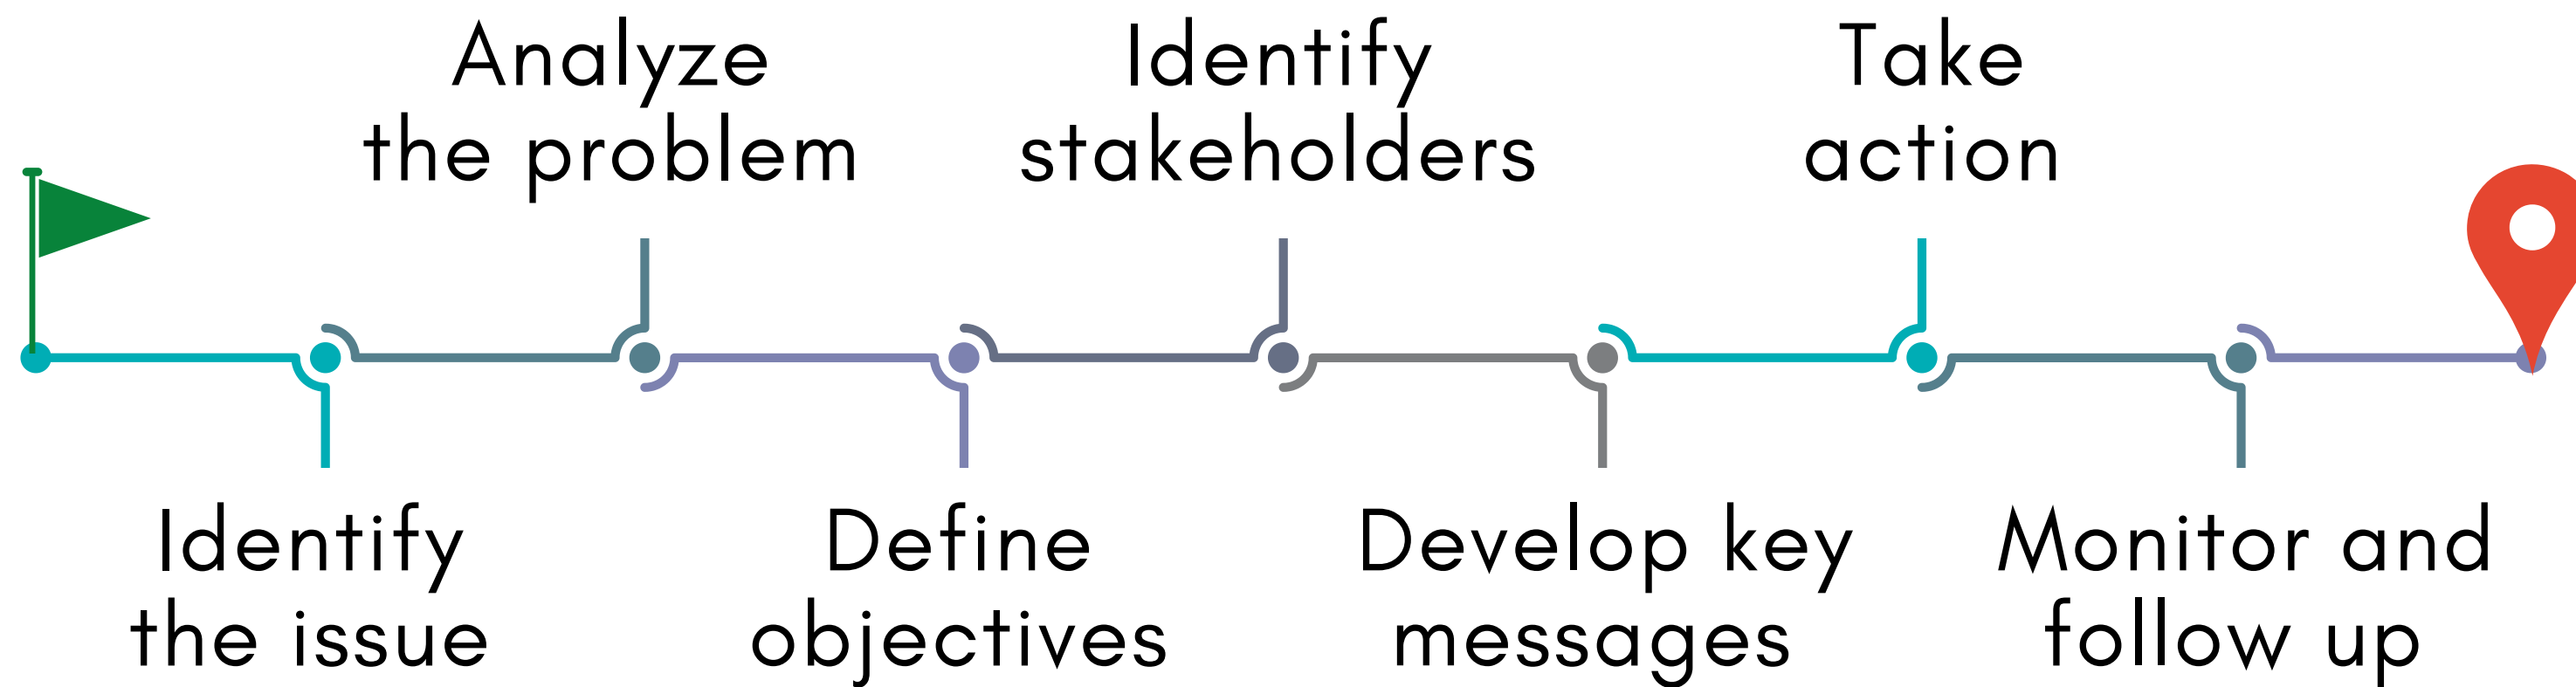 Analyze
the problem
Identify
stakeholders
Take
action
Identify
the issue
Define
objectives
Develop key
messages
Monitor and
follow up